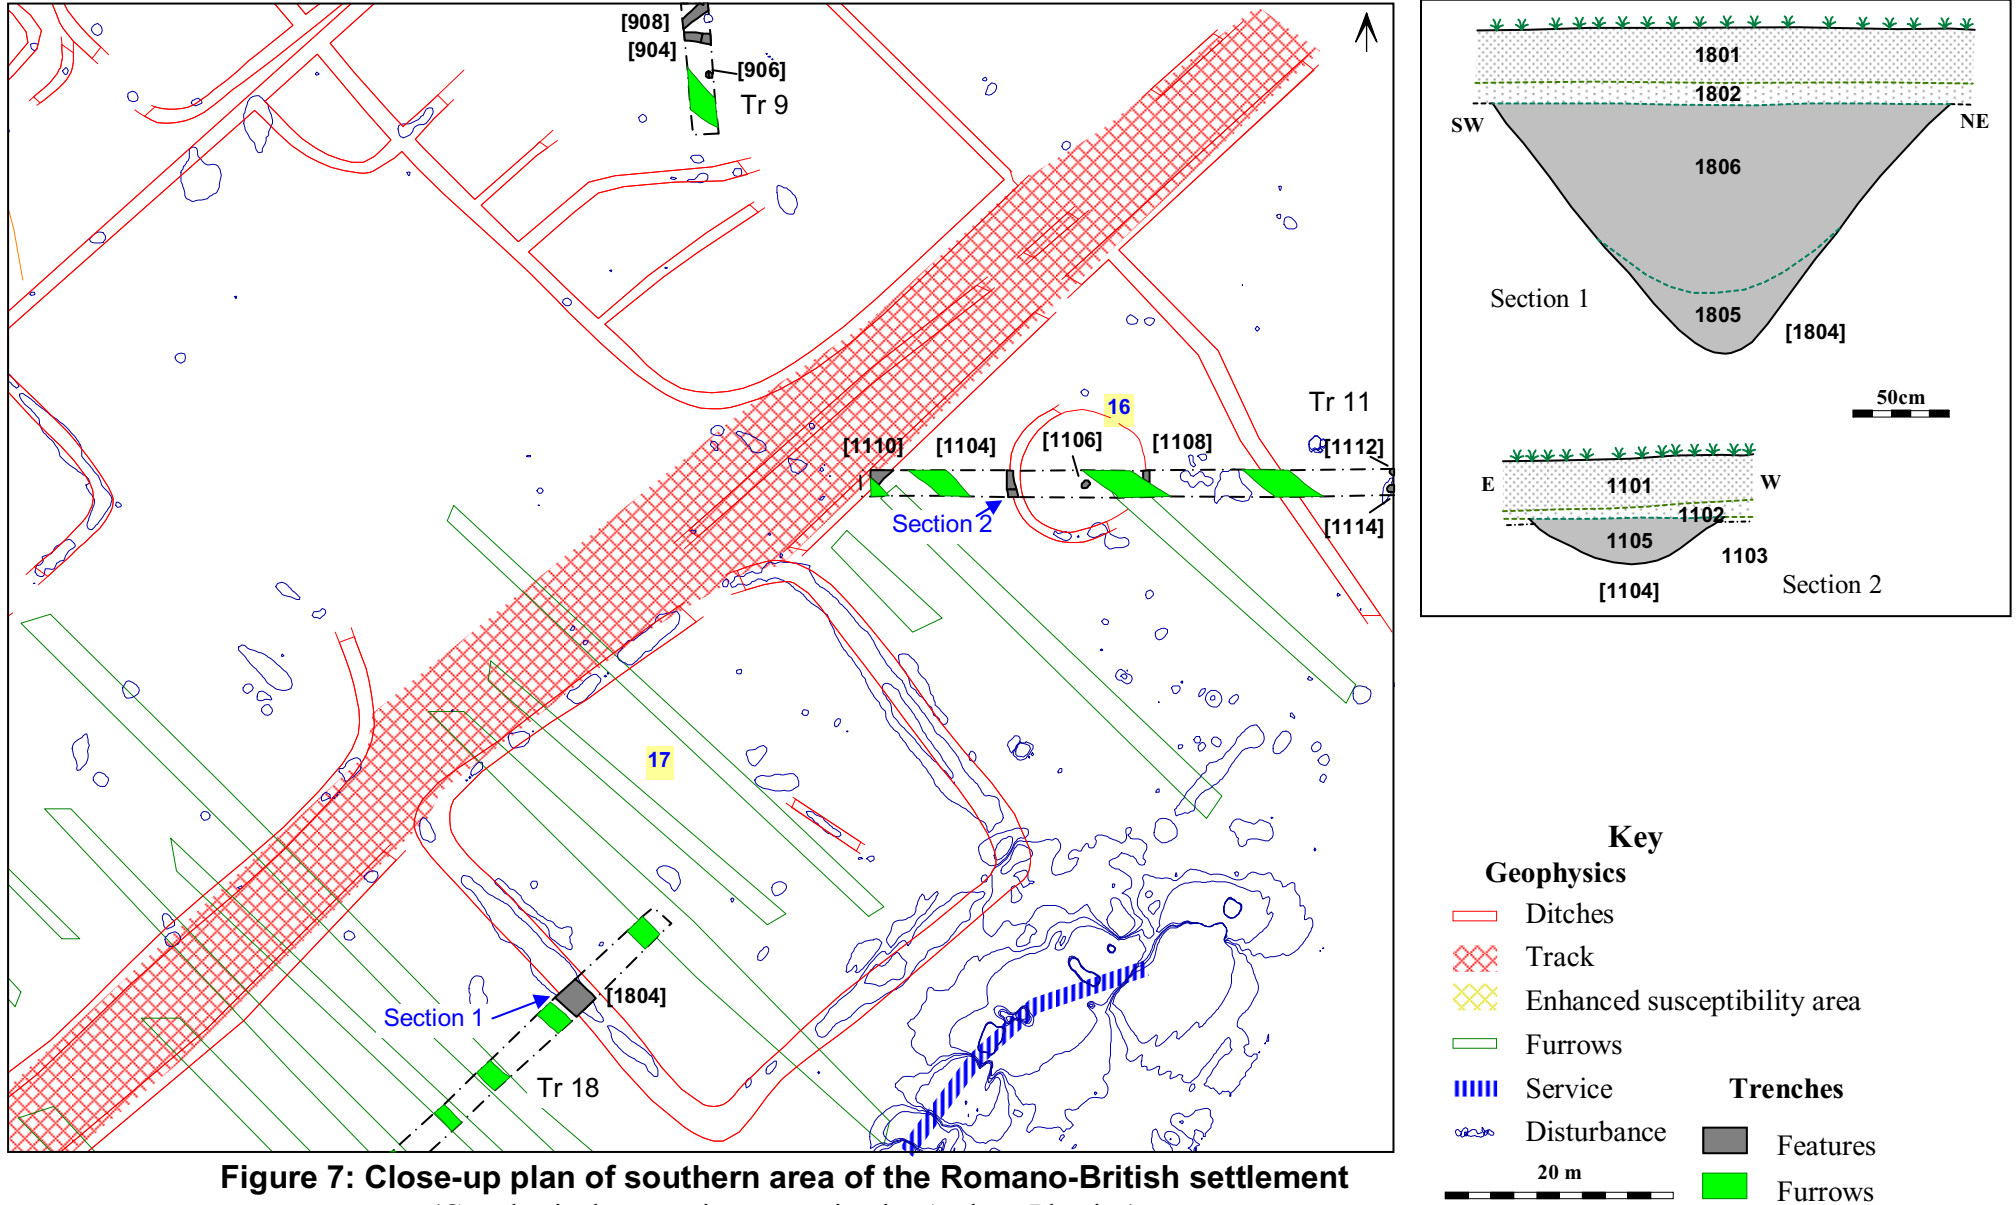 [908]
[904]
[906]
Tr 9
16
Tr 11
[1110]
[1104]
[1106]
[1108]
[1112]
Section 2
[1114]
17
Section 1
[1804]
Tr 18
1801
1802
SW
NE
1806
Section 1
1805
[1804]
50cm
E
1101
W
1102
1105
1103
[1104]
Section 2
Key
Geophysics
Ditches
Track
Enhanced susceptibility area
Furrows
Service
Trenches
Disturbance
Features
20 m
Furrows
Figure 7: Close-up plan of southern area of the Romano-British settlement